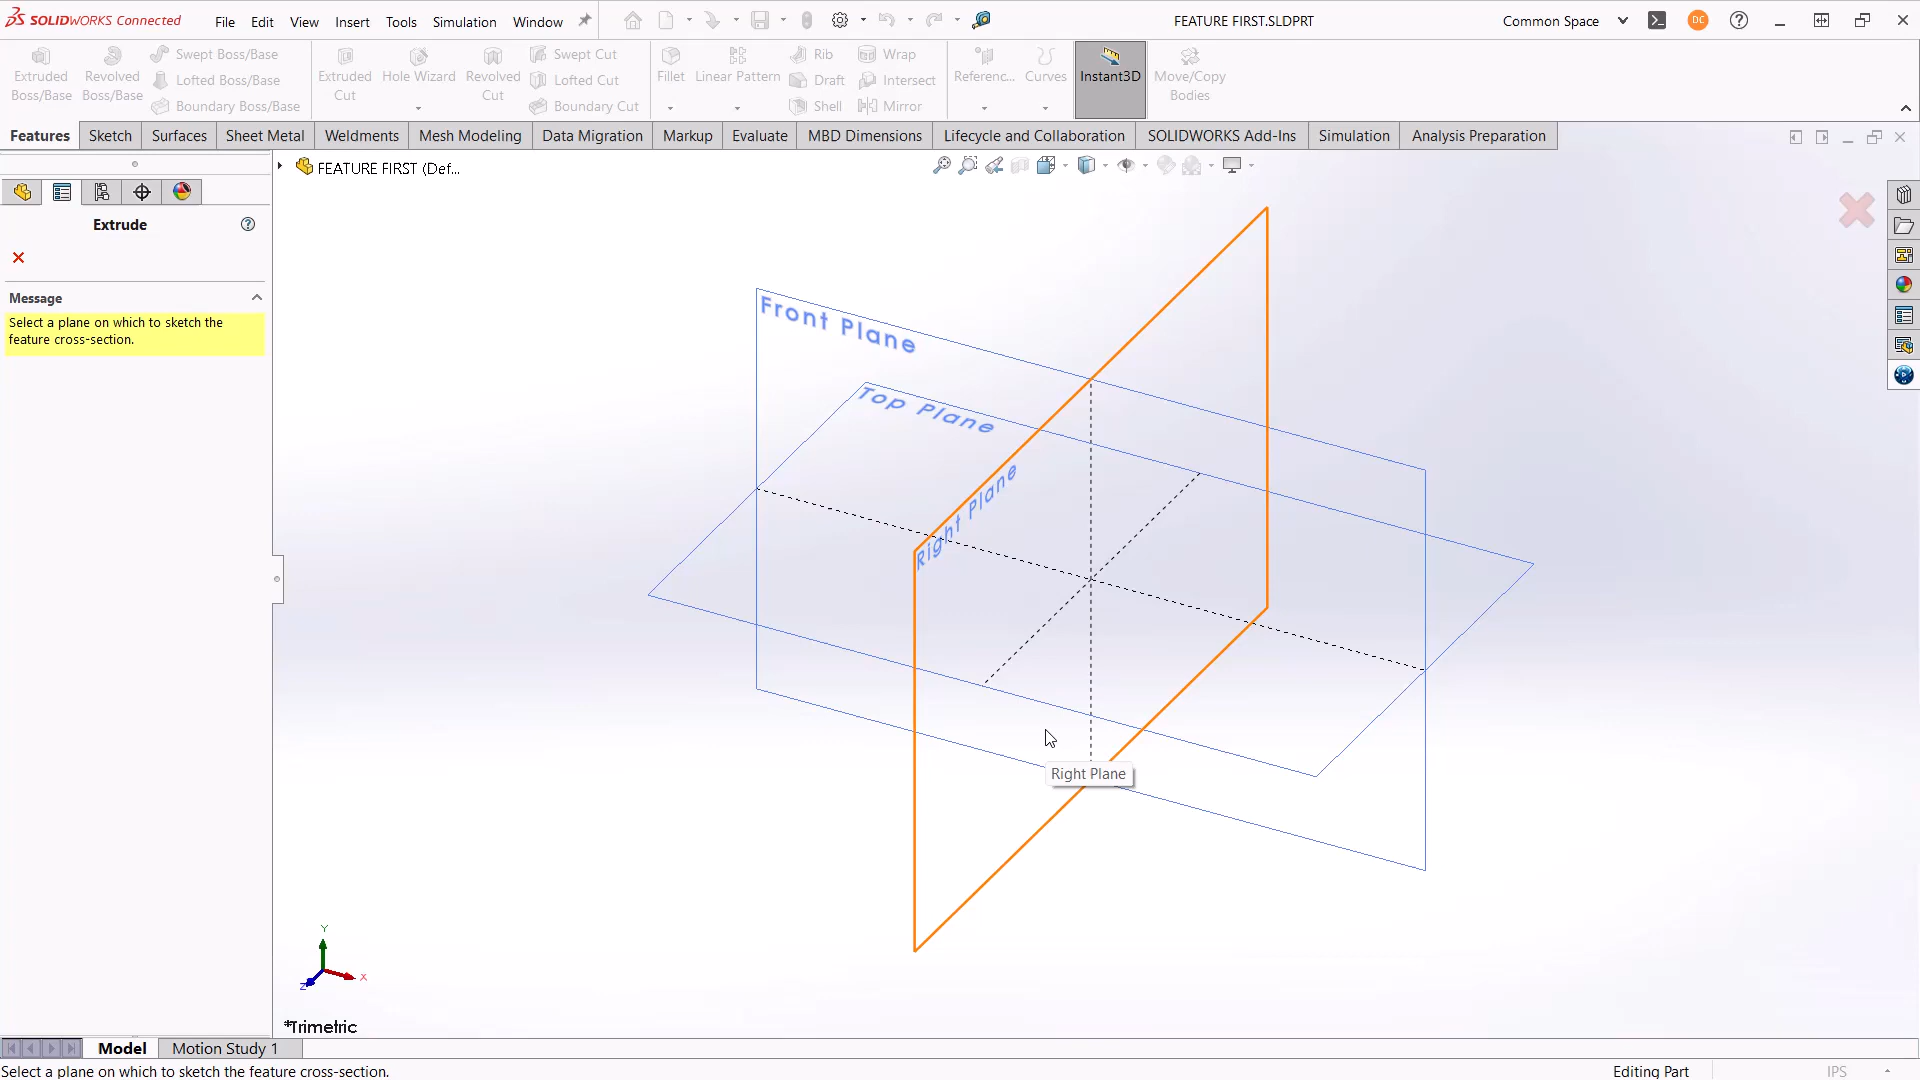 SOLIDWORKS Connected
File Edit View Insert Tools Simulation Window
FEATURE FIRST.SLDPRT
Common Space
DC
Extruded Boss/Base
Revolved Boss/Base
Swept Boss/Base
Lofted Boss/Base
Boundary Boss/Base
Extruded Cut
Hole Wizard
Revolved Cut
Swept Cut
Lofted Cut
Boundary Cut
Fillet
Linear Pattern
Rib
Draft
Shell
Wrap
Intersect
Mirror
Referenc...
Curves
Instant3D
Move/Copy Bodies
Features Sketch Surfaces Sheet Metal Weldments Mesh Modeling Data Migration Markup Evaluate MBD Dimensions Lifecycle and Collaboration SOLIDWORKS Add-Ins Simulation Analysis Preparation
FEATURE FIRST (Def...
Extrude
Message
Select a plane on which to sketch the
feature cross-section.
Front Plane
Top Plane
Right Plane
Right Plane
Y
X
Z
*Trimetric
Model Motion Study 1
Select a plane on which to sketch the feature cross-section.
Editing Part
IPS